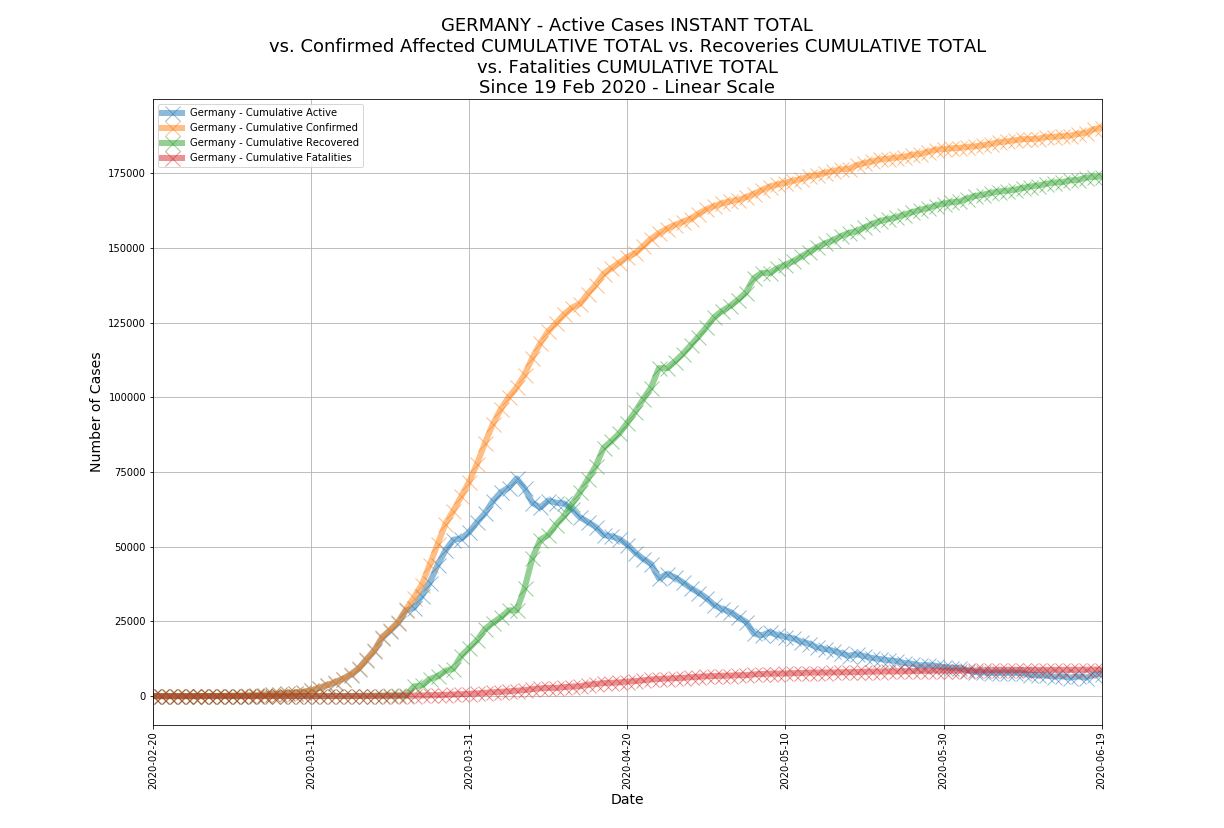 GERMANY - Active Cases INSTANT TOTAL
vs. Confirmed Affected CUMULATIVE TOTAL vs. Recoveries CUMULATIVE TOTAL
vs. Fatalities CUMULATIVE TOTAL
Since 19 Feb 2020 - Linear Scale
Germany - Cumulative Active
Germany - Cumulative Confirmed
Germany - Cumulative Recovered
Germany - Cumulative Fatalities
Number of Cases
175000
150000
125000
100000
75000
50000
25000
0
2020-02-20
2020-03-11
2020-03-31
2020-04-20
2020-05-10
2020-05-30
2020-06-19
Date